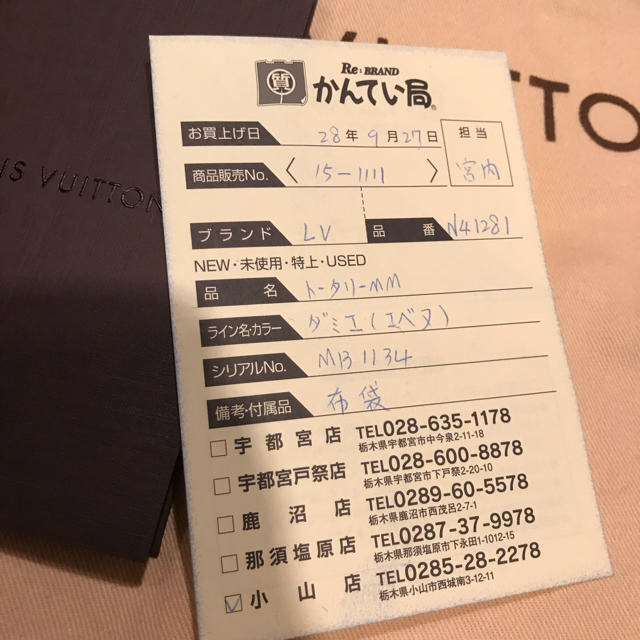 IS VUITTON
UITTO
質
Re:BRAND
かんてい局®
お買上げ日 28年 9月 27日
担当
宮内
商品販売No. 〈 15-1111 〉
ブランド LV 品番 N41281
NEW・未使用・特上・USED
品名 トータリーMM
ライン名・カラー ダミエ(エベヌ)
シリアルNo. MB1134
備考・付属品 布袋
□ 宇都宮店 TEL028-635-1178
栃木県宇都宮市中今泉2-11-18
□ 宇都宮戸祭店 TEL028-600-8878
栃木県宇都宮市下戸祭2-20-10
□ 鹿沼店 TEL0289-60-5578
栃木県鹿沼市西茂呂2-7-1
□ 那須塩原店 TEL0287-37-9978
栃木県那須塩原市下永田1-1012-15
☑ 小山店 TEL0285-28-2278
栃木県小山市西城南3-12-11